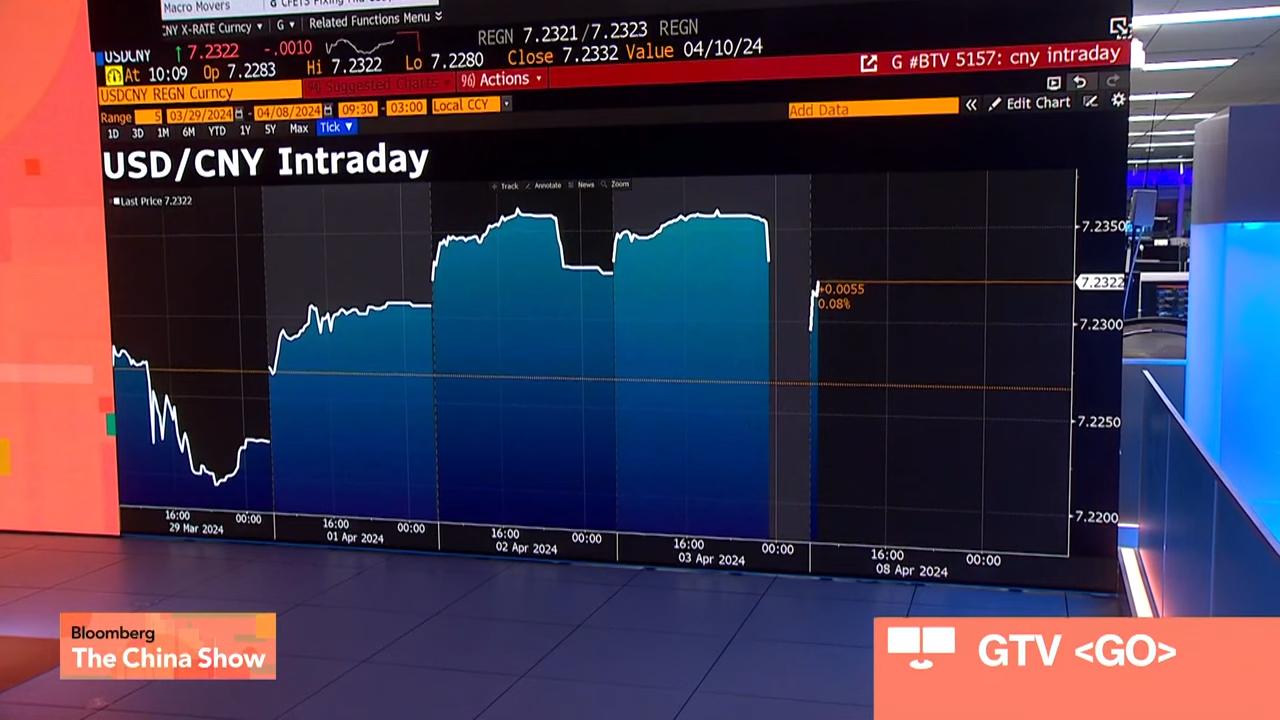 Macro Movers
CNY X-RATE Curncy ▾ G ▾ Related Functions Menu
USDCNY ↑ 7.2322 -.0010 REGN 7.2321/7.2323 REGN
At 10:09 Op 7.2283 Hi 7.2322 Lo 7.2280 Close 7.2332 Value 04/10/24
USDCNY REGN Curncy 96) Actions ▾ G #BTV 5157: cny intraday
Range 5 03/29/2024 - 04/08/2024 09:30 - 03:00 Local CCY Add Data « Edit Chart
1D 3D 1M 6M YTD 1Y 5Y Max Tick ▼
USD/CNY Intraday
Track Annotate News Zoom
Last Price 7.2322
7.2350
7.2322
+0.0055
0.08%
7.2300
7.2250
7.2200
16:00 00:00 16:00 00:00 16:00 00:00 16:00 00:00 16:00 00:00
29 Mar 2024 01 Apr 2024 02 Apr 2024 03 Apr 2024 08 Apr 2024
Bloomberg
The China Show
GTV <GO>